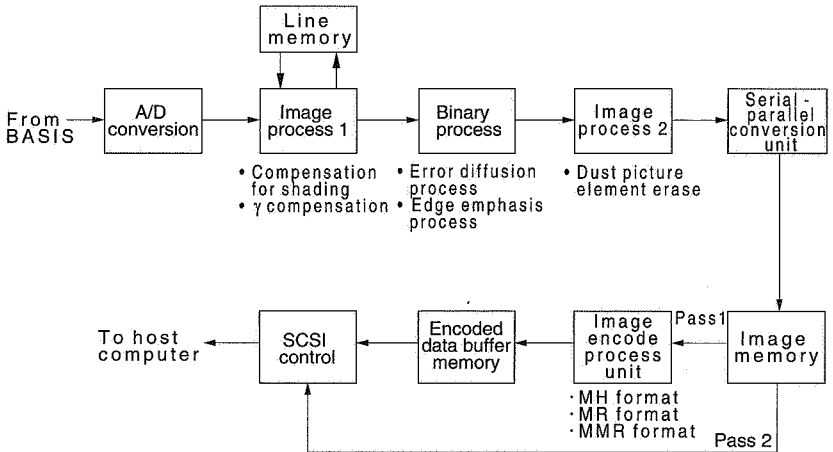 Line
memory
From
BASIS
A/D
conversion
Image
process 1
Binary
process
Image
process 2
Serial -
parallel
conversion
unit
• Compensation
for shading
• γ compensation
• Error diffusion
process
• Edge emphasis
process
• Dust picture
element erase
To host
computer
SCSI
control
Encoded
data buffer
memory
Image
encode
process
unit
Pass1
Image
memory
· MH format
· MR format
· MMR format
Pass 2